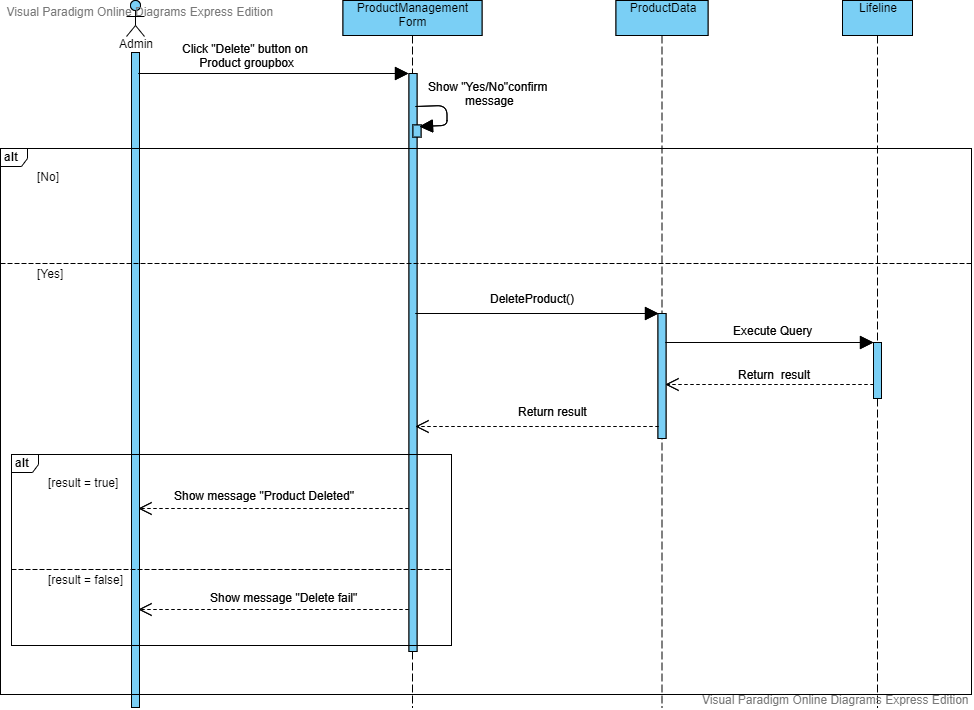 Visual Paradigm Online Diagrams Express Edition
Admin
ProductManagement
Form
ProductData
Lifeline
Click "Delete" button on
Product groupbox
Show "Yes/No"confirm
message
alt
[No]
[Yes]
DeleteProduct()
Execute Query
Return result
Return result
alt
[result = true]
Show message "Product Deleted"
[result = false]
Show message "Delete fail"
Visual Paradigm Online Diagrams Express Edition